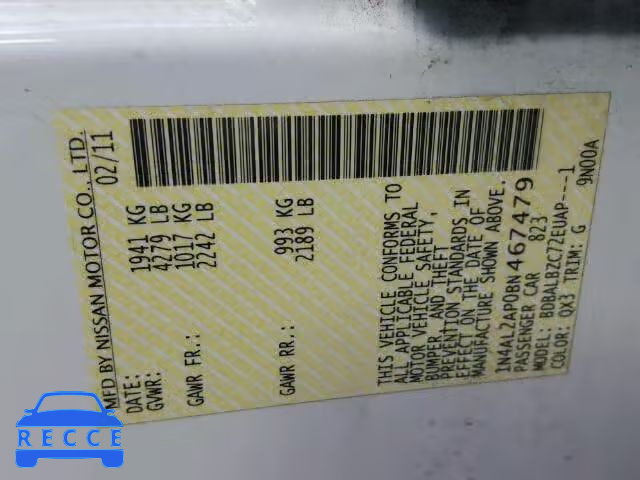 MFD BY NISSAN MOTOR CO., LTD.
DATE: 02/11
GVWR: 1941 KG
4279 LB
GAWR FR.: 1017 KG
2242 LB
GAWR RR.: 993 KG
2189 LB
THIS VEHICLE CONFORMS TO
ALL APPLICABLE FEDERAL
MOTOR VEHICLE SAFETY,
BUMPER AND THEFT
PREVENTION STANDARDS IN
EFFECT ON THE DATE OF
MANUFACTURE SHOWN ABOVE.
1N4AL2AP0BN467479
PASSENGER CAR 823
MODEL: BDBALBZC72EUAP---1
COLOR: QX3 TRIM: G 9N00A
RECCE